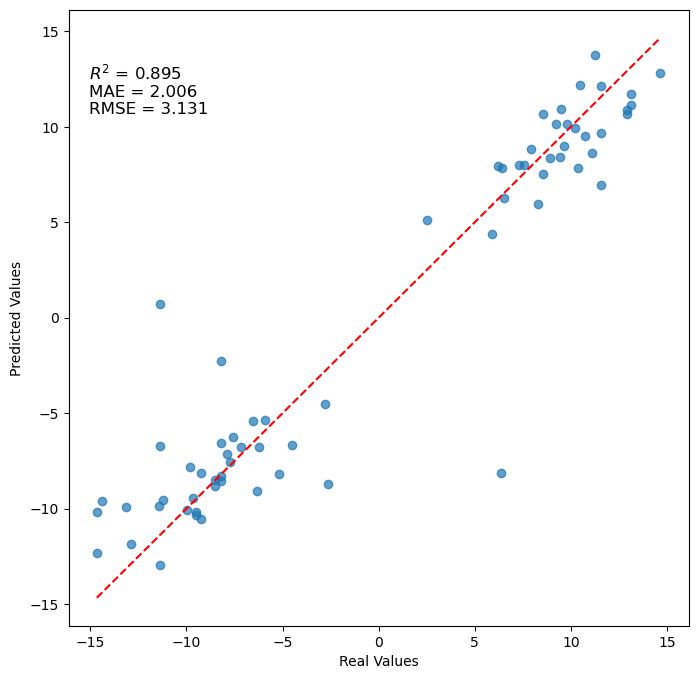 R² = 0.895
MAE = 2.006
RMSE = 3.131
15
10
5
0
−5
−10
−15
Predicted Values
−15 −10 −5 0 5 10 15
Real Values